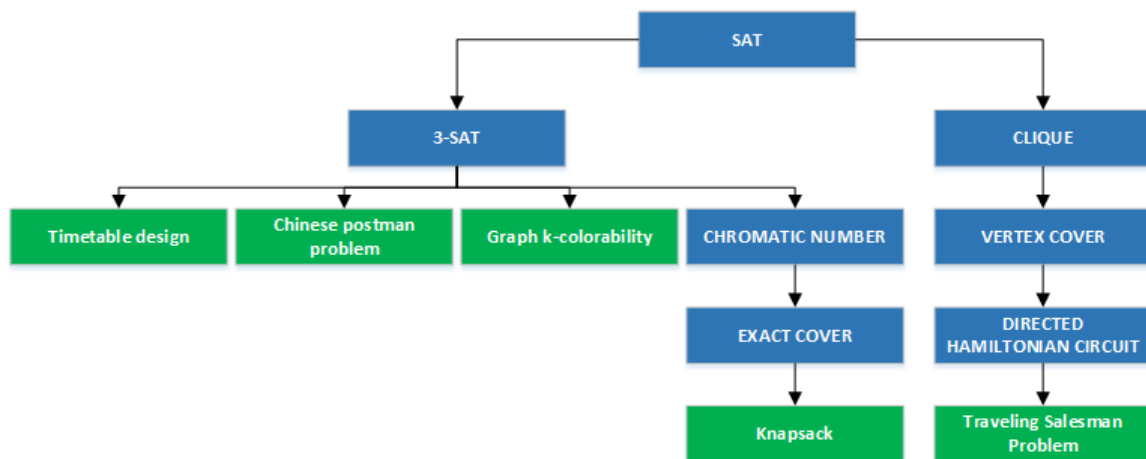 SAT
3-SAT
CLIQUE
Timetable design
Chinese postman
problem
Graph k-colorability
CHROMATIC NUMBER
VERTEX COVER
EXACT COVER
DIRECTED
HAMILTONIAN CIRCUIT
Knapsack
Traveling Salesman
Problem